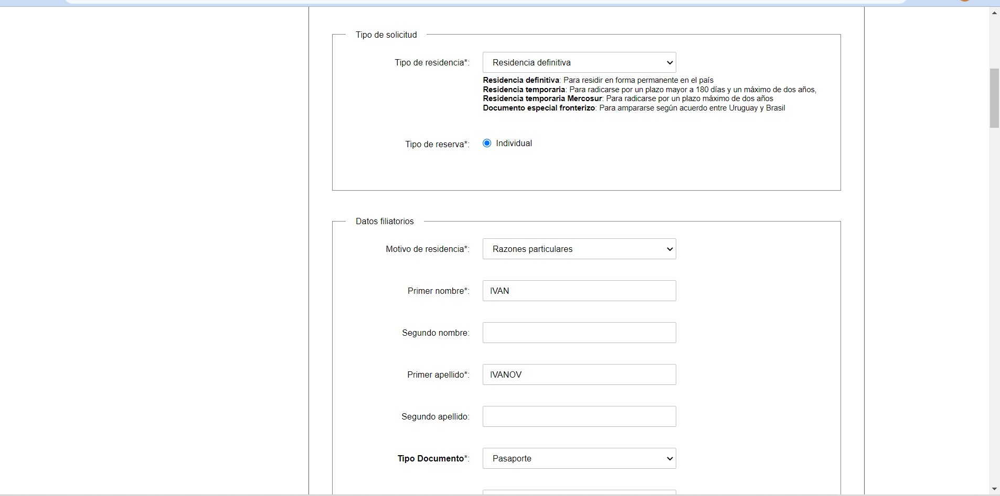 Tipo de solicitud
Tipo de residencia*: Residencia definitiva
Residencia definitiva: Para residir en forma permanente en el país
Residencia temporaria: Para radicarse por un plazo mayor a 180 días y un máximo de dos años,
Residencia temporaria Mercosur: Para radicarse por un plazo máximo de dos años
Documento especial fronterizo: Para ampararse según acuerdo entre Uruguay y Brasil
Tipo de reserva*: Individual
Datos filiatorios
Motivo de residencia*: Razones particulares
Primer nombre*: IVAN
Segundo nombre:
Primer apellido*: IVANOV
Segundo apellido:
Tipo Documento*: Pasaporte